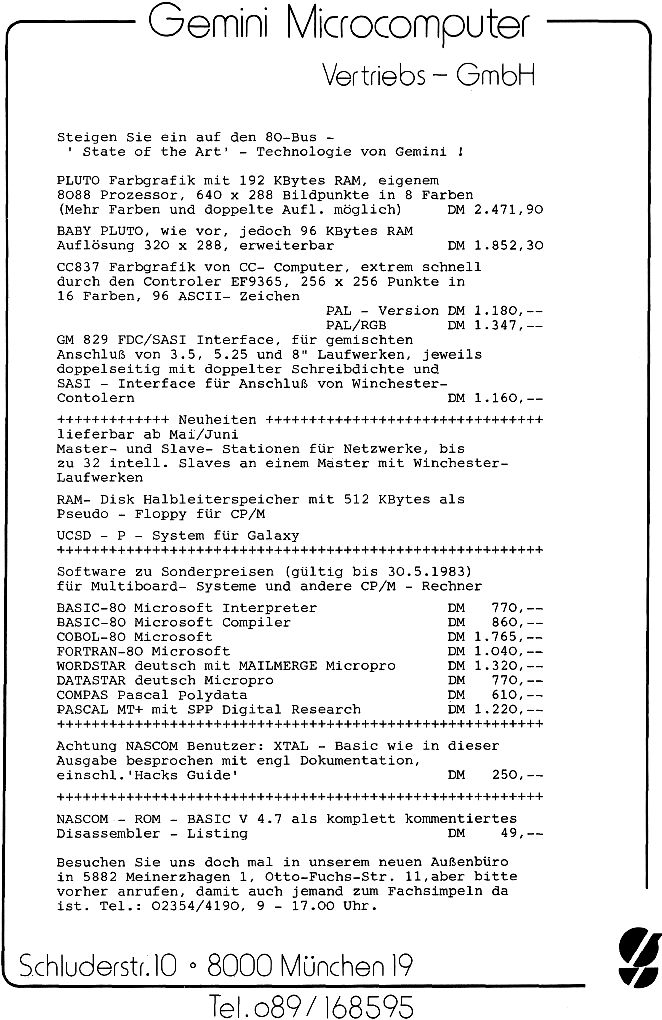 Gemini Microcomputer
Vertriebs - GmbH
Steigen Sie ein auf den 80-Bus -
' State of the Art' - Technologie von Gemini !
PLUTO Farbgrafik mit 192 KBytes RAM, eigenem
8088 Prozessor, 640 x 288 Bildpunkte in 8 Farben
(Mehr Farben und doppelte Aufl. möglich) DM 2.471,90
BABY PLUTO, wie vor, jedoch 96 KBytes RAM
Auflösung 320 x 288, erweiterbar DM 1.852,30
CC837 Farbgrafik von CC- Computer, extrem schnell
durch den Controler EF9365, 256 x 256 Punkte in
16 Farben, 96 ASCII- Zeichen
PAL - Version DM 1.180,--
PAL/RGB DM 1.347,--
GM 829 FDC/SASI Interface, für gemischten
Anschluß von 3.5, 5.25 und 8" Laufwerken, jeweils
doppelseitig mit doppelter Schreibdichte und
SASI - Interface für Anschluß von Winchester-
Contolern DM 1.160,--
+++++++++++++ Neuheiten ++++++++++++++++++++++++++++++++
lieferbar ab Mai/Juni
Master- und Slave- Stationen für Netzwerke, bis
zu 32 intell. Slaves an einem Master mit Winchester-
Laufwerken
RAM- Disk Halbleiterspeicher mit 512 KBytes als
Pseudo - Floppy für CP/M
UCSD - P - System für Galaxy
++++++++++++++++++++++++++++++++++++++++++++++++++++++++
Software zu Sonderpreisen (gültig bis 30.5.1983)
für Multiboard- Systeme und andere CP/M - Rechner
BASIC-80 Microsoft Interpreter DM 770,--
BASIC-80 Microsoft Compiler DM 860,--
COBOL-80 Microsoft DM 1.765,--
FORTRAN-80 Microsoft DM 1.040,--
WORDSTAR deutsch mit MAILMERGE Micropro DM 1.320,--
DATASTAR deutsch Micropro DM 770,--
COMPAS Pascal Polydata DM 610,--
PASCAL MT+ mit SPP Digital Research DM 1.220,--
++++++++++++++++++++++++++++++++++++++++++++++++++++++++
Achtung NASCOM Benutzer: XTAL - Basic wie in dieser
Ausgabe besprochen mit engl Dokumentation,
einschl.'Hacks Guide' DM 250,--
++++++++++++++++++++++++++++++++++++++++++++++++++++++++
NASCOM - ROM - BASIC V 4.7 als komplett kommentiertes
Disassembler - Listing DM 49,--
Besuchen Sie uns doch mal in unserem neuen Außenbüro
in 5882 Meinerzhagen 1, Otto-Fuchs-Str. 11,aber bitte
vorher anrufen, damit auch jemand zum Fachsimpeln da
ist. Tel.: 02354/4190, 9 - 17.00 Uhr.
Schluderstr.10 ∘ 8000 München 19
Tel.o89/168595